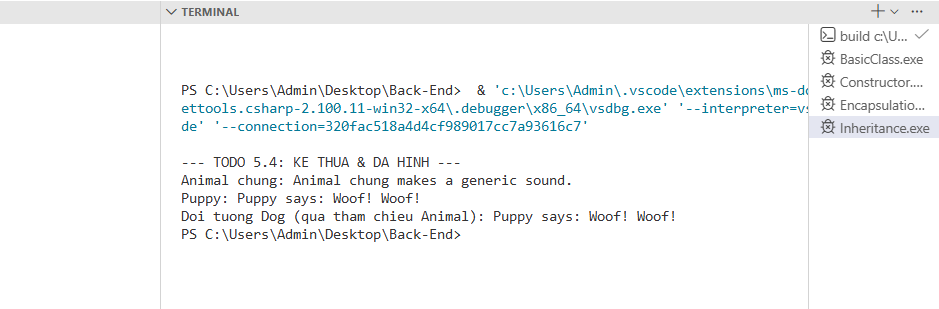 TERMINAL
PS C:\Users\Admin\Desktop\Back-End>  & 'c:\Users\Admin\.vscode\extensions\ms-do
ettools.csharp-2.100.11-win32-x64\.debugger\x86_64\vsdbg.exe' '--interpreter=vs
de' '--connection=320fac518a4d4cf989017cc7a93616c7'
--- TODO 5.4: KE THUA & DA HINH ---
Animal chung: Animal chung makes a generic sound.
Puppy: Puppy says: Woof! Woof!
Doi tuong Dog (qua tham chieu Animal): Puppy says: Woof! Woof!
PS C:\Users\Admin\Desktop\Back-End>
build c:\U...
BasicClass.exe
Constructor....
Encapsulatio...
Inheritance.exe